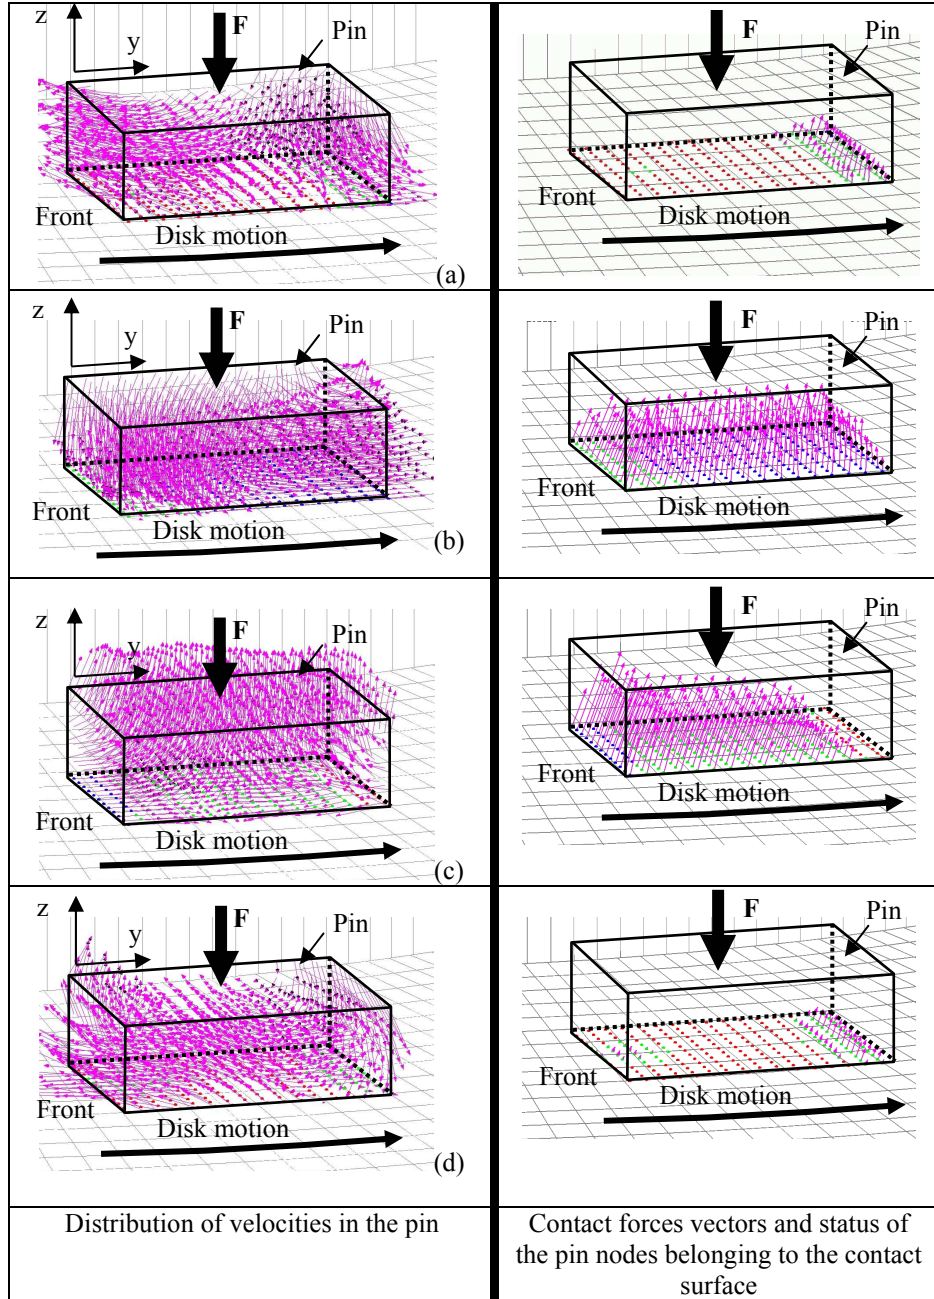 z
F
Pin
y
Front
Disk motion
(a)
F
Pin
Front
Disk motion
z
F
Pin
y
Front
Disk motion
(b)
F
Pin
Front
Disk motion
z
F
Pin
y
Front
Disk motion
(c)
F
Pin
Front
Disk motion
z
F
Pin
y
Front
Disk motion
(d)
F
Pin
Front
Disk motion
Distribution of velocities in the pin
Contact forces vectors and status of
the pin nodes belonging to the contact
surface